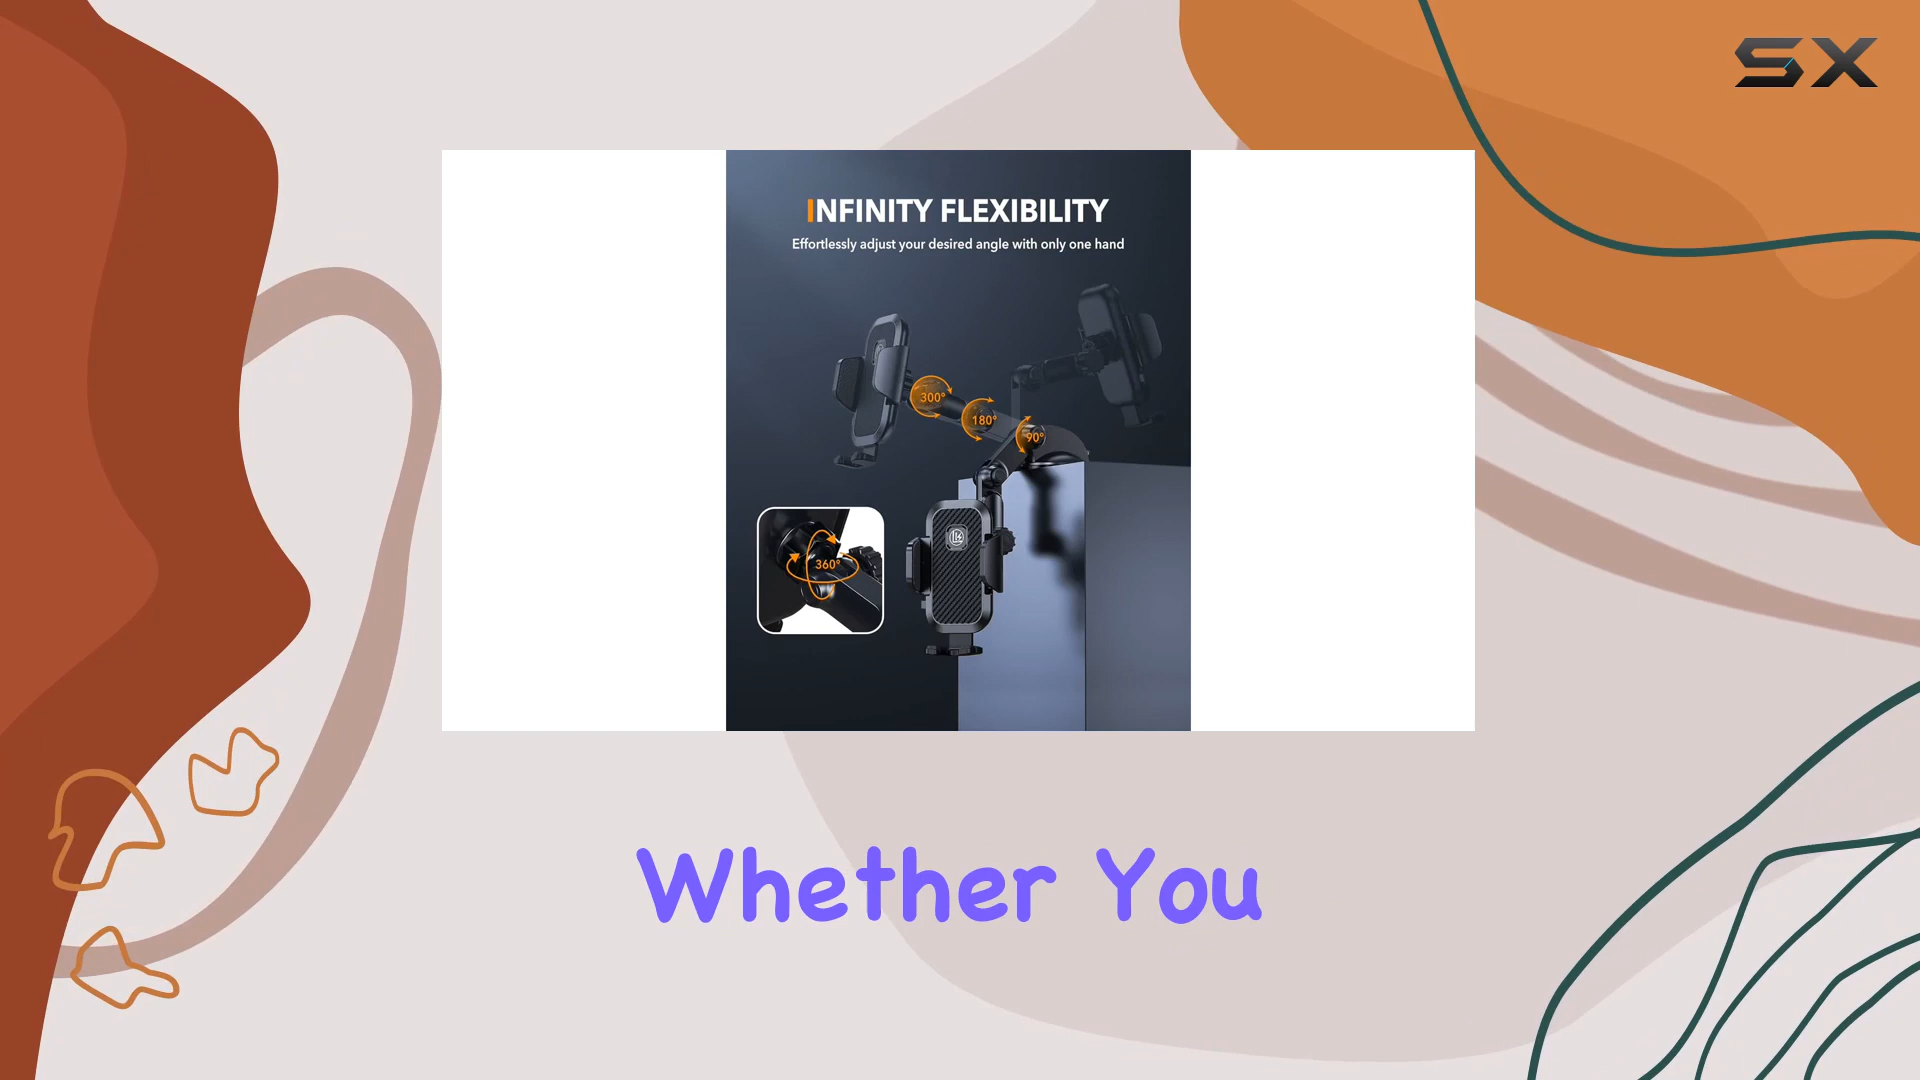 SX
INFINITY FLEXIBILITY
Effortlessly adjust your desired angle with only one hand
300°
180°
90°
360°
Whether You